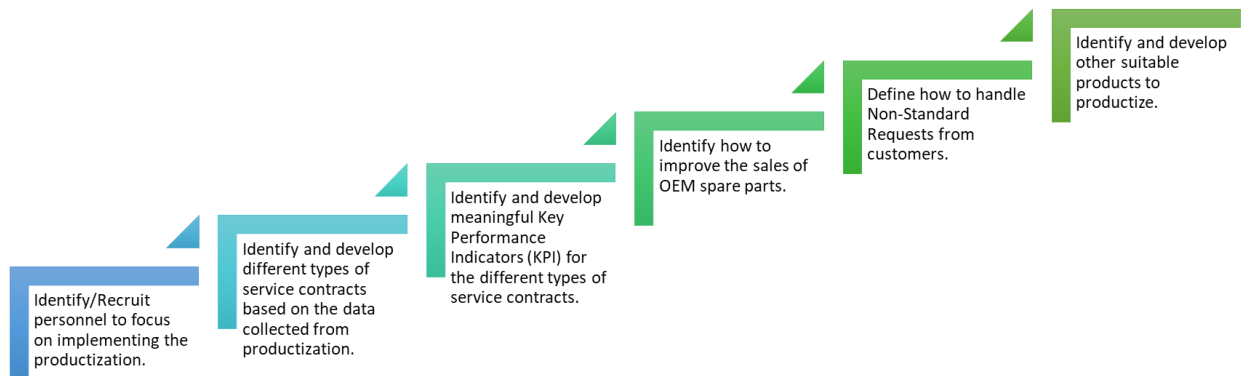 Identify/Recruit
personnel to focus
on implementing the
productization.
Identify and develop
different types of
service contracts
based on the data
collected from
productization.
Identify and develop
meaningful Key
Performance
Indicators (KPI) for
the different types of
service contracts.
Identify how to
improve the sales of
OEM spare parts.
Define how to handle
Non-Standard
Requests from
customers.
Identify and develop
other suitable
products to
productize.